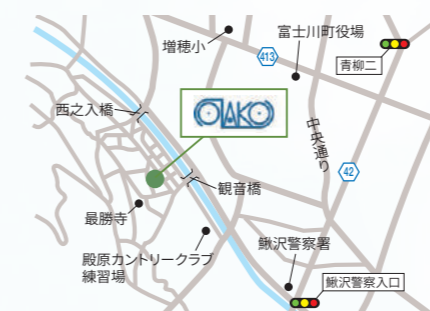 増穂小
富士川町役場
413
青柳二
西之入橋
OLAKO
中央通り
42
観音橋
最勝寺
殿原カントリークラブ
練習場
鰍沢警察署
鰍沢警察入口